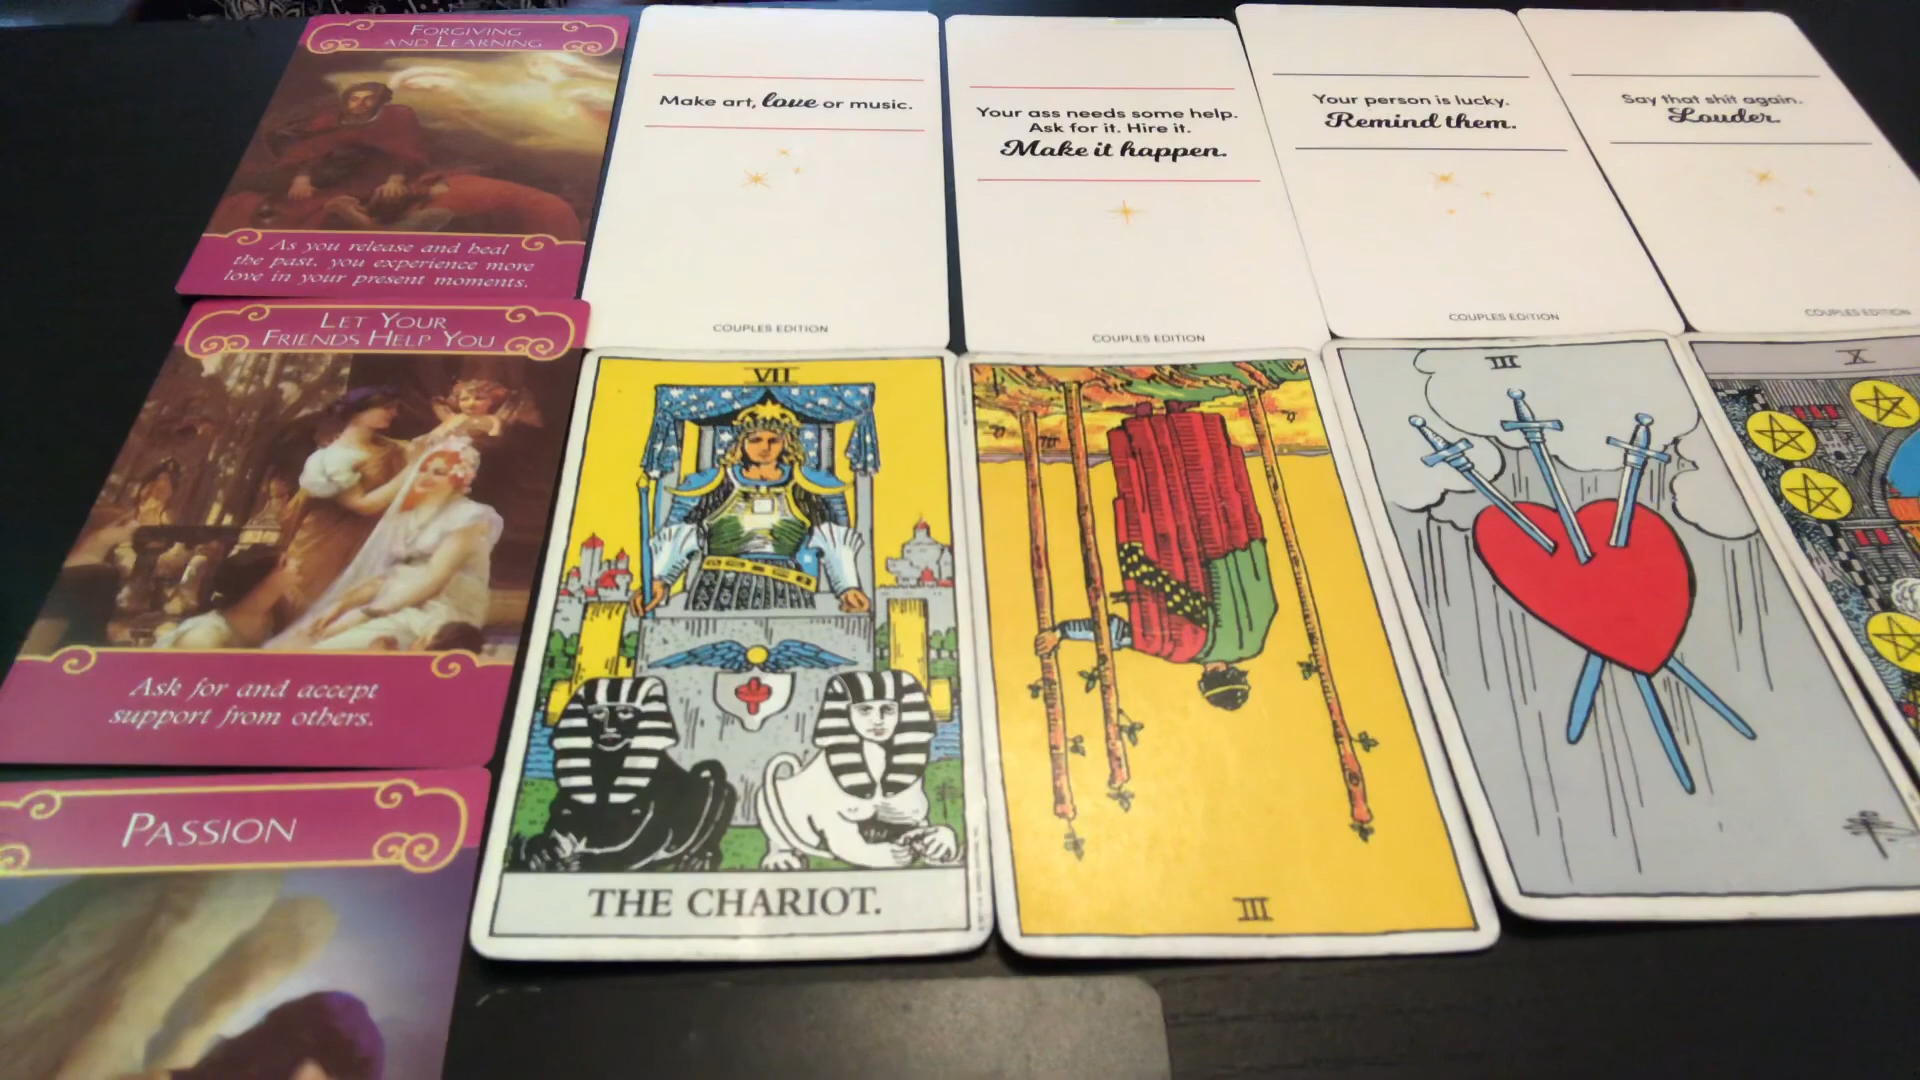 FORGIVING
AND LEARNING
As you release and heal
the past, you experience more
love in your present moments.
LET YOUR
FRIENDS HELP YOU
Ask for and accept
support from others.
PASSION
Make art, love or music.
COUPLES EDITION
Your ass needs some help.
Ask for it. Hire it.
Make it happen.
COUPLES EDITION
Your person is lucky.
Remind them.
COUPLES EDITION
Say that shit again.
Louder.
COUPLES EDITION
VII
THE CHARIOT.
III
III
X